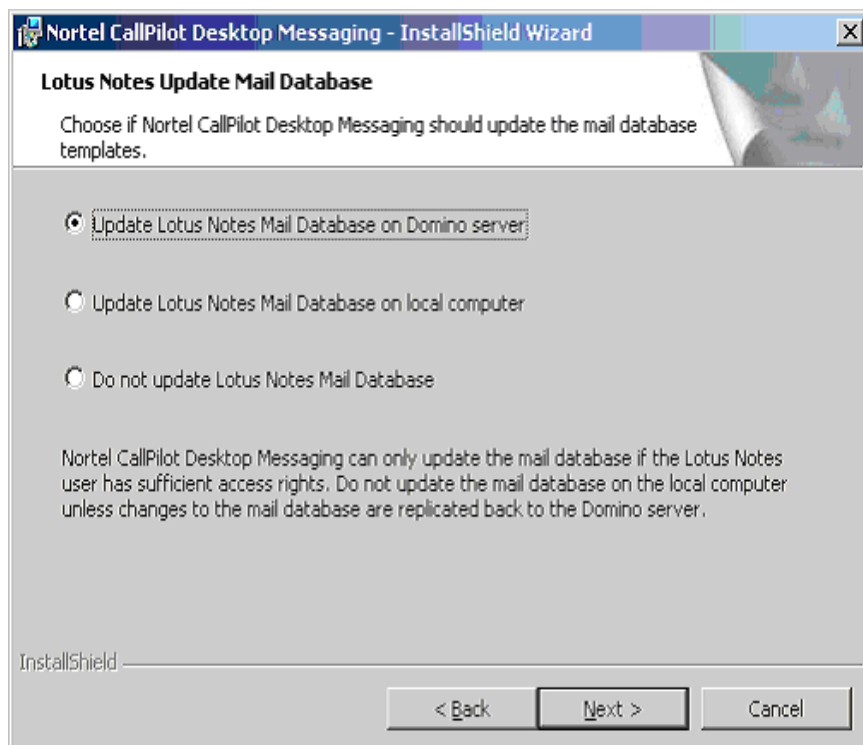 Nortel CallPilot Desktop Messaging - InstallShield Wizard
Lotus Notes Update Mail Database
Choose if Nortel CallPilot Desktop Messaging should update the mail database
templates.
Update Lotus Notes Mail Database on Domino server
Update Lotus Notes Mail Database on local computer
Do not update Lotus Notes Mail Database
Nortel CallPilot Desktop Messaging can only update the mail database if the Lotus Notes
user has sufficient access rights. Do not update the mail database on the local computer
unless changes to the mail database are replicated back to the Domino server.
InstallShield
< Back Next > Cancel